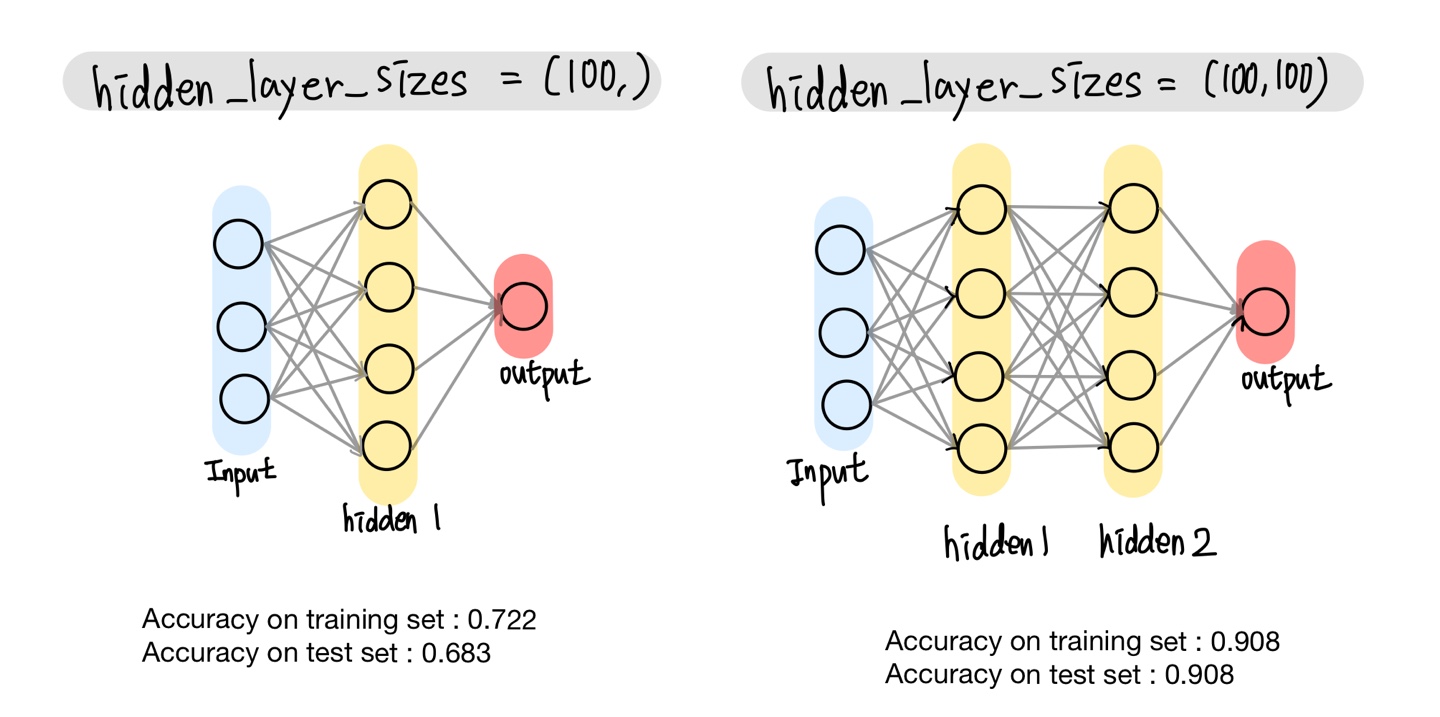 hidden_layer_sizes = (100,)
Input
hidden 1
output
Accuracy on training set : 0.722
Accuracy on test set : 0.683
hidden_layer_sizes = (100,100)
Input
hidden 1
hidden 2
output
Accuracy on training set : 0.908
Accuracy on test set : 0.908